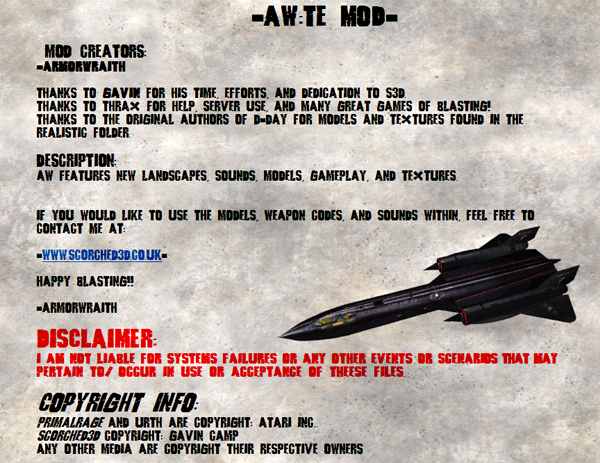 -AW:TE MOD-
MOD CREATORS:
-ARMORWRAITH
THANKS TO GAVIN FOR HIS TIME, EFFORTS, AND DEDICATION TO S3D.
THANKS TO THRAX FOR HELP, SERVER USE, AND MANY GREAT GAMES OF BLASTING!
THANKS TO THE ORIGINAL AUTHORS OF D-DAY FOR MODELS AND TEXTURES FOUND IN THE
REALISTIC FOLDER.
DESCRIPTION:
AW FEATURES NEW LANDSCAPES, SOUNDS, MODELS, GAMEPLAY, AND TEXTURES.
IF YOU WOULD LIKE TO USE THE MODELS, WEAPON CODES, AND SOUNDS WITHIN, FEEL FREE TO
CONTACT ME AT:
-WWW.SCORCHED3D.CO.UK-
HAPPY BLASTING!!
-ARMORWRAITH
DISCLAIMER:
I AM NOT LIABLE FOR SYSTEMS FAILURES OR ANY OTHER EVENTS OR SCENARIOS THAT MAY
PERTAIN TO/ OCCUR IN USE OR ACCEPTANCE OF THEESE FILES.
COPYRIGHT INFO:
PRIMALRAGE AND URTH ARE COPYRIGHT: ATARI INC.
SCORCHED3D COPYRIGHT: GAVIN CAMP
ANY OTHER MEDIA ARE COPYRIGHT THEIR RESPECTIVE OWNERS